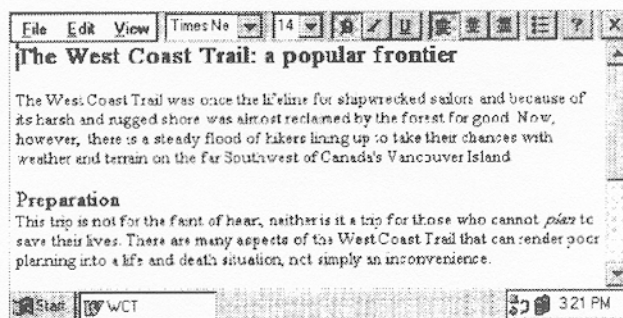 File Edit View Times Ne 14 B I U ? X
The West Coast Trail: a popular frontier
The West Coast Trail was once the lifeline for shipwrecked sailors and because of
its harsh and rugged shore was almost reclaimed by the forest for good. Now,
however, there is a steady flood of hikers lining up to take their chances with
weather and terrain on the far Southwest of Canada's Vancouver Island
Preparation
This trip is not for the faint of heart, neither is it a trip for those who cannot plan to
save their lives. There are many aspects of the West Coast Trail that can render poor
planning into a life and death situation, not simply an inconvenience.
Start WCT 3:21 PM